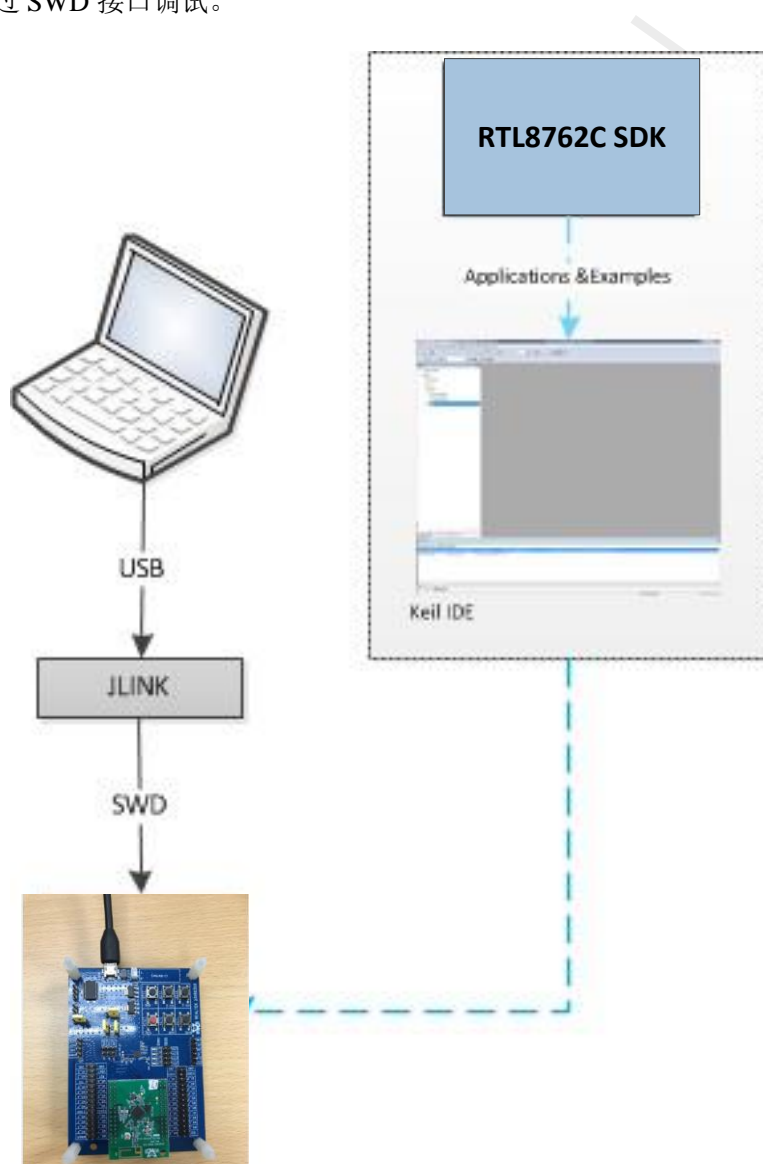 过 SWD 接口调试。
RTL8762C SDK
Applications &Examples
Keil IDE
USB
JLINK
SWD